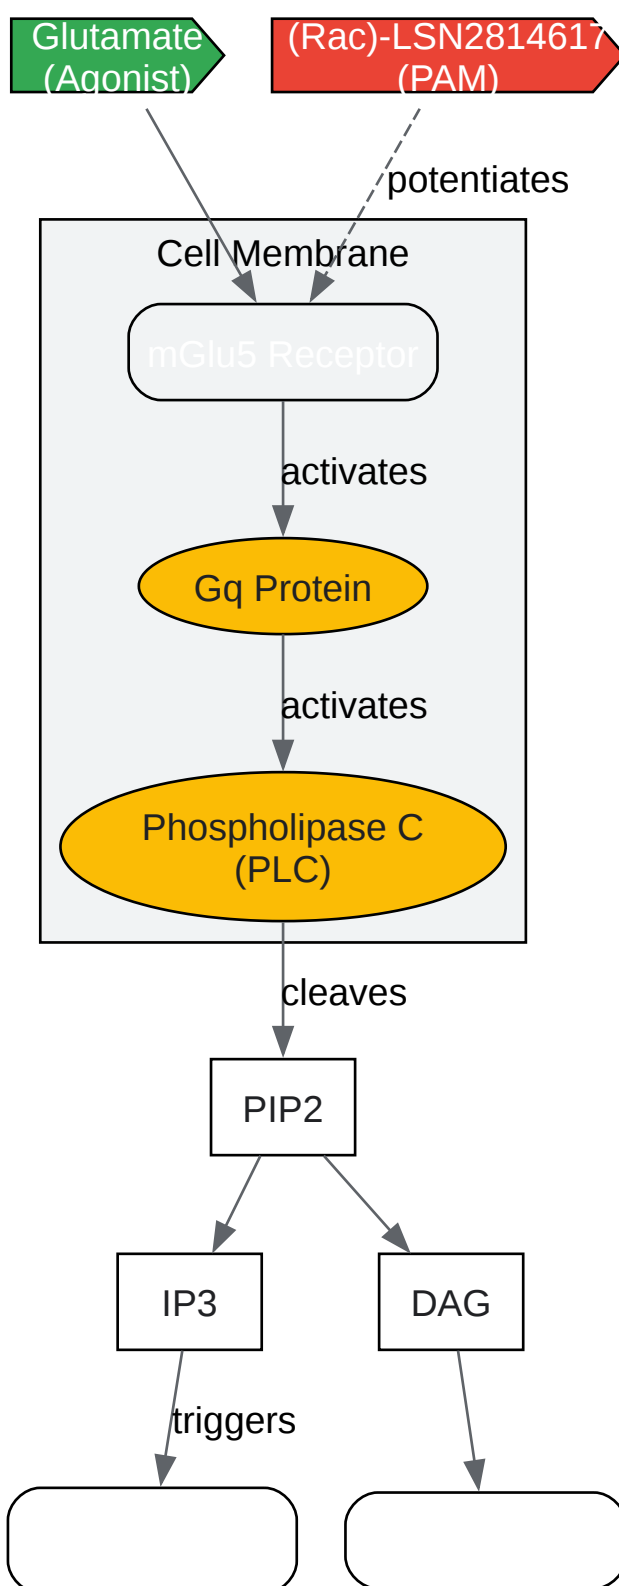 Glutamate
(Agonist)
(Rac)-LSN2814617
(PAM)
potentiates
Cell Membrane
mGlu5 Receptor
activates
Gq Protein
activates
Phospholipase C
(PLC)
cleaves
PIP2
IP3
DAG
triggers